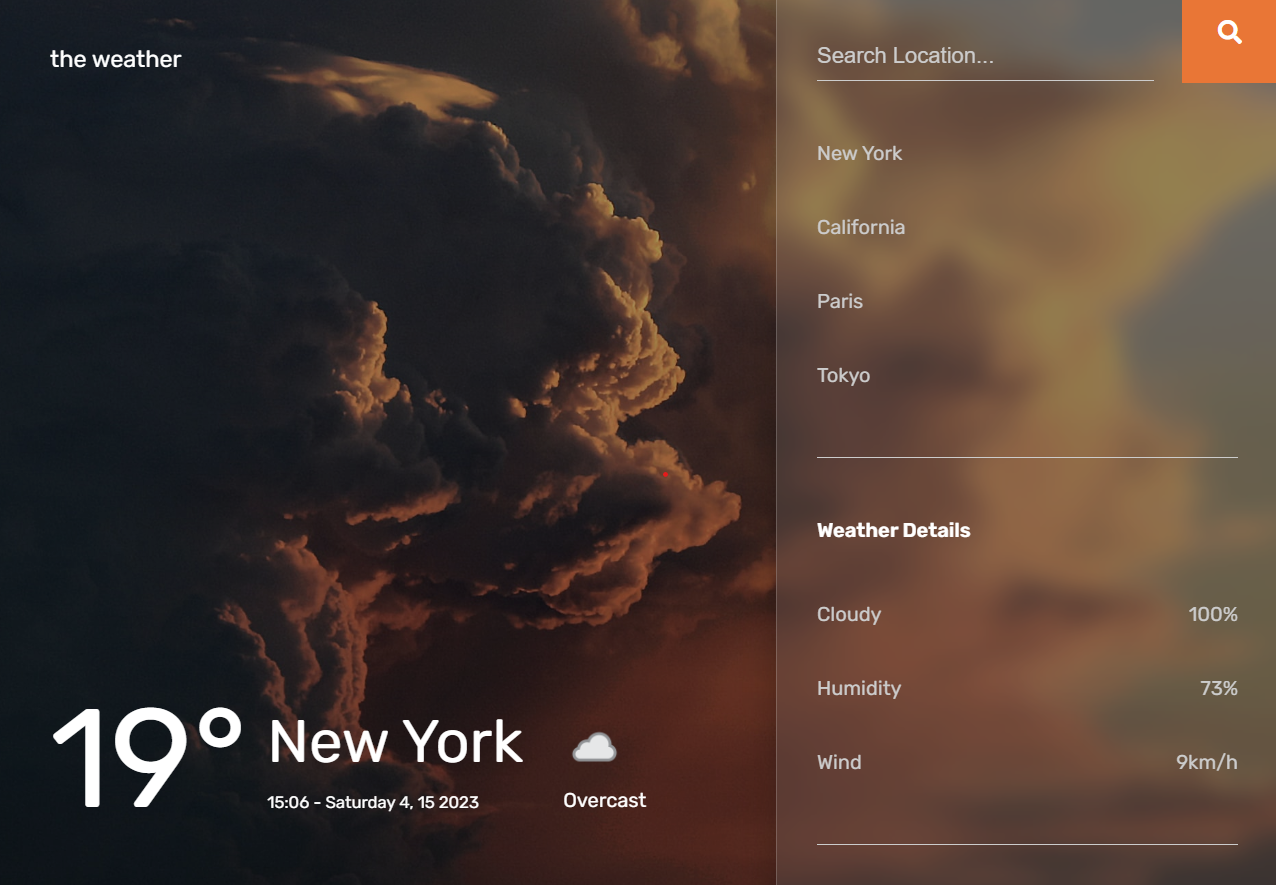 the weather
19° New York
15:06 - Saturday 4, 15 2023
Overcast
Search Location...
New York
California
Paris
Tokyo
Weather Details
Cloudy 100%
Humidity 73%
Wind 9km/h